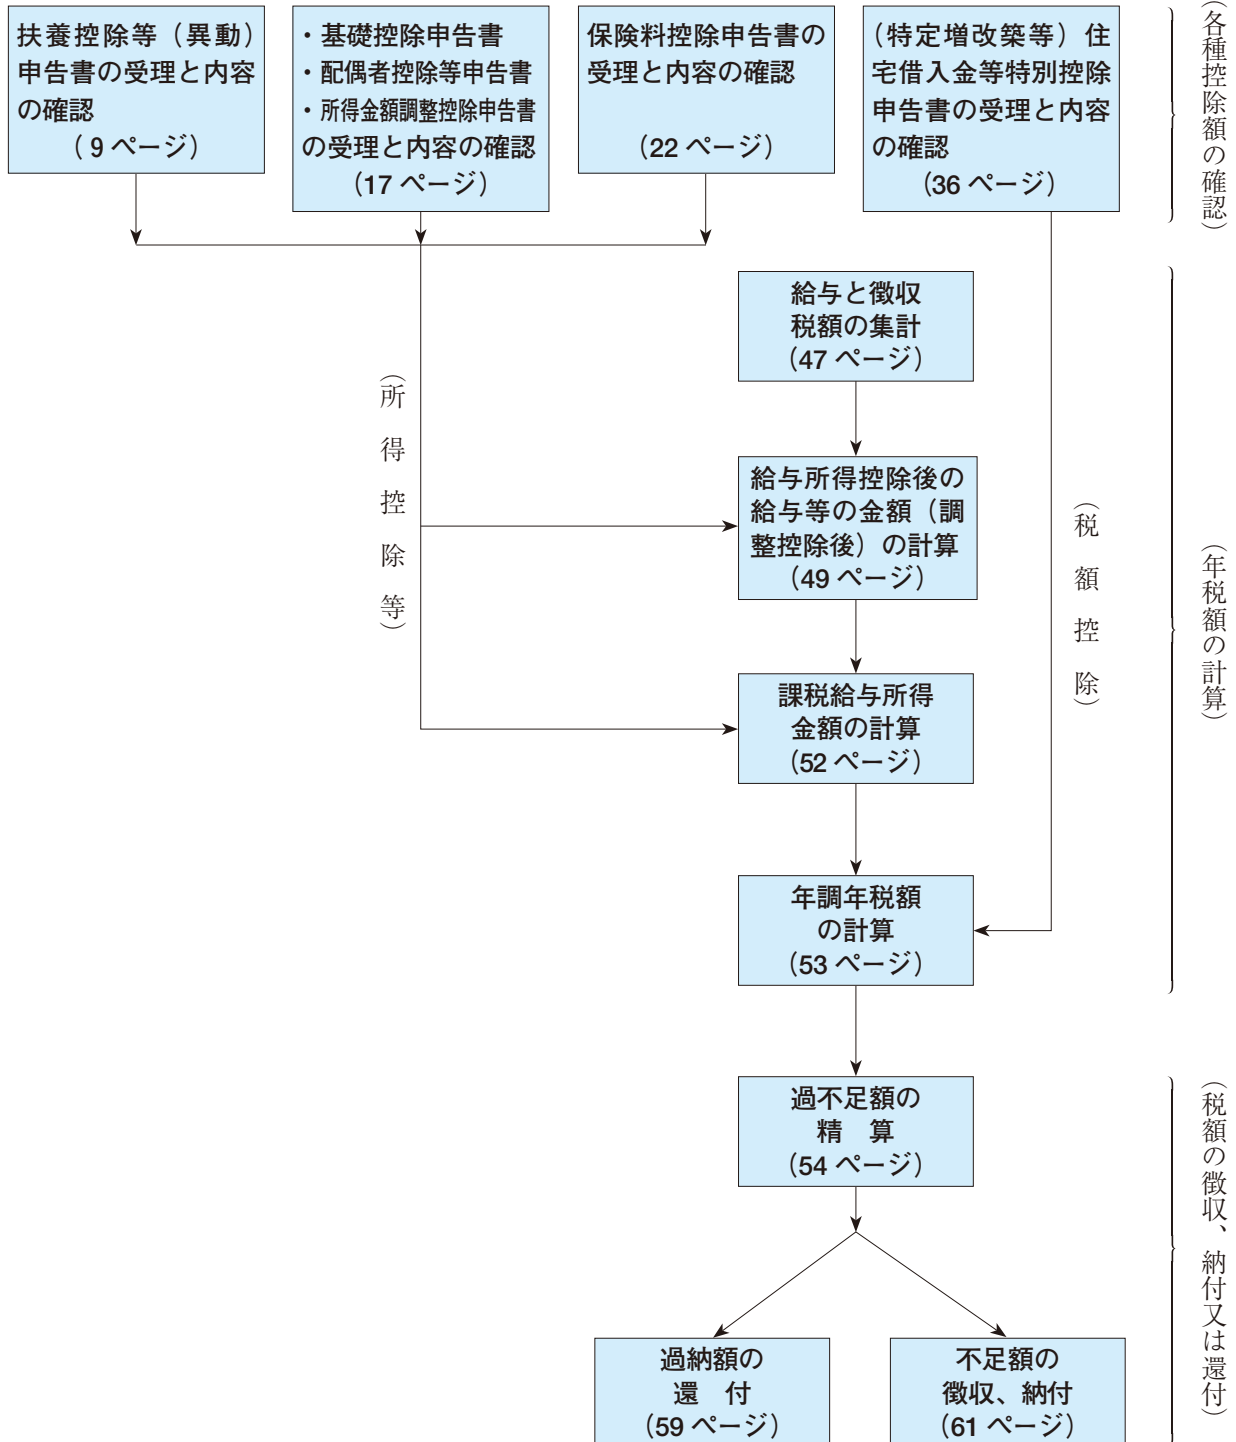 扶養控除等（異動）
申告書の受理と内容
の確認
（ 9 ページ）
・基礎控除申告書
・配偶者控除等申告書
・所得金額調整控除申告書
の受理と内容の確認
（17 ページ）
保険料控除申告書の
受理と内容の確認
（22 ページ）
（特定増改築等）住
宅借入金等特別控除
申告書の受理と内容
の確認
（36 ページ）
（各種控除額の確認）
給与と徴収
税額の集計
（47 ページ）
（所得控除等）
給与所得控除後の
給与等の金額（調
整控除後）の計算
（49 ページ）
（税額控除）
（年税額の計算）
課税給与所得
金額の計算
（52 ページ）
年調年税額
の計算
（53 ページ）
過不足額の
精　算
（54 ページ）
（税額の徴収、納付又は還付）
過納額の
還　付
（59 ページ）
不足額の
徴収、納付
（61 ページ）